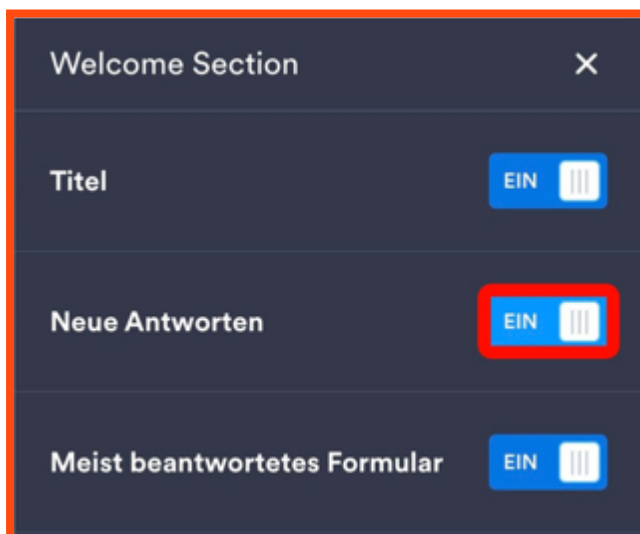 Welcome Section
Titel
EIN
Neue Antworten
EIN
Meist beantwortetes Formular
EIN